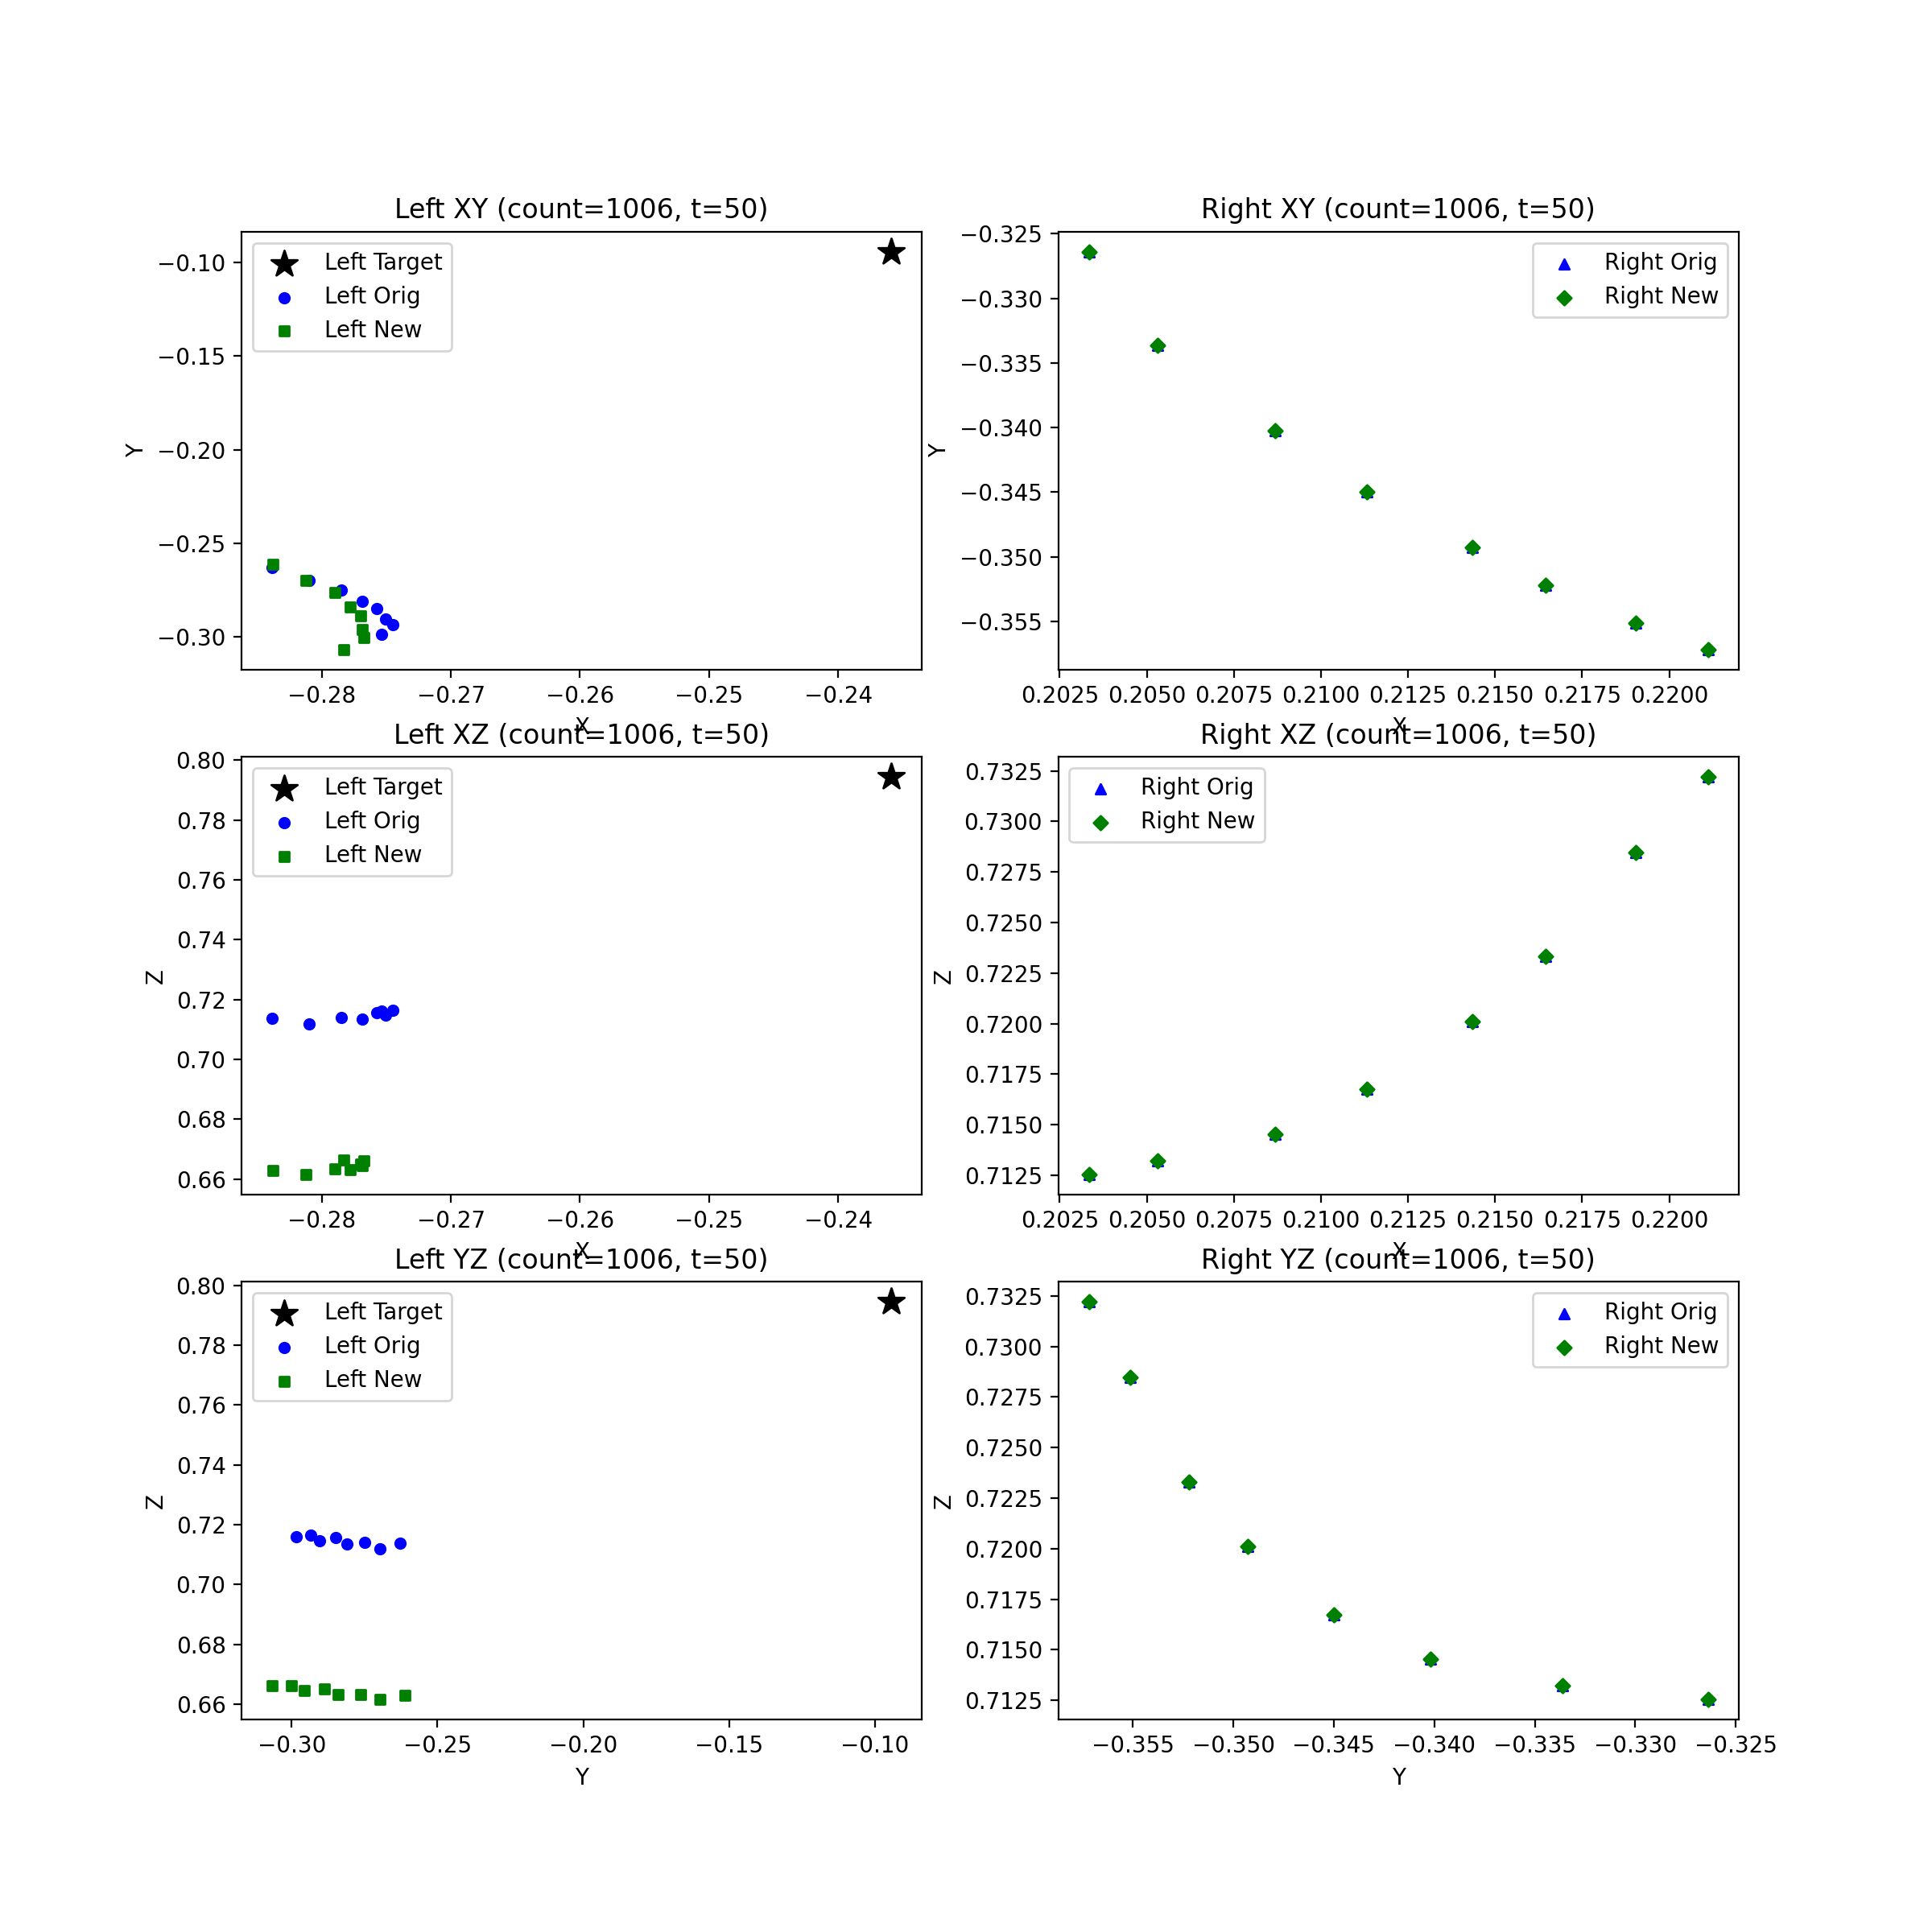 Left XY (count=1006, t=50)
Left Target
Left Orig
Left New
−0.10
−0.15
−0.20
−0.25
−0.30
Y
−0.28 −0.27 −0.26 −0.25 −0.24
X
Right XY (count=1006, t=50)
Right Orig
Right New
−0.325
−0.330
−0.335
−0.340
−0.345
−0.350
−0.355
Y
0.2025 0.2050 0.2075 0.2100 0.2125 0.2150 0.2175 0.2200
X
Left XZ (count=1006, t=50)
Left Target
Left Orig
Left New
0.80
0.78
0.76
0.74
0.72
0.70
0.68
0.66
Z
−0.28 −0.27 −0.26 −0.25 −0.24
X
Right XZ (count=1006, t=50)
Right Orig
Right New
0.7325
0.7300
0.7275
0.7250
0.7225
0.7200
0.7175
0.7150
0.7125
Z
0.2025 0.2050 0.2075 0.2100 0.2125 0.2150 0.2175 0.2200
X
Left YZ (count=1006, t=50)
Left Target
Left Orig
Left New
0.80
0.78
0.76
0.74
0.72
0.70
0.68
0.66
Z
−0.30 −0.25 −0.20 −0.15 −0.10
Y
Right YZ (count=1006, t=50)
Right Orig
Right New
0.7325
0.7300
0.7275
0.7250
0.7225
0.7200
0.7175
0.7150
0.7125
Z
−0.355 −0.350 −0.345 −0.340 −0.335 −0.330 −0.325
Y